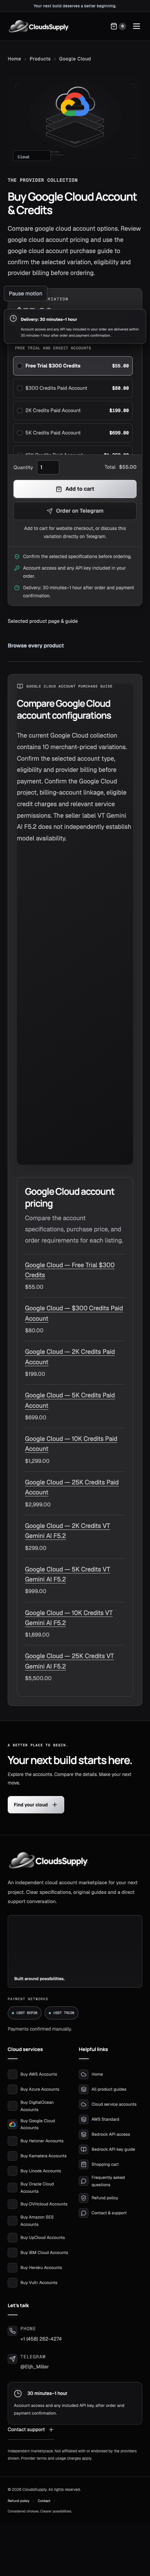 Your next build deserves a better beginning.
CloudsSupply
0
Home › Products › Google Cloud
Cloud
THE PROVIDER COLLECTION
Buy Google Cloud Account
& Credits
Compare google cloud account options. Use the
google cloud account purchase guide to
confirm the selected variation, eligibility and
provider billing before ordering.
Pause motion
Delivery: 30 minutes–1 hour
Account access and any API key included in your order are delivered within
30 minutes–1 hour after order and payment confirmation.
FREE TRIAL AND CREDIT ACCOUNTS
Free Trial $300 Credits $55.00
$300 Credits Paid Account $80.00
2K Credits Paid Account $199.00
5K Credits Paid Account $699.00
Quantity 1 Total $55.00
Add to cart
Order on Telegram
Add to cart for website checkout, or discuss this
variation directly on Telegram.
Confirm the selected specifications before ordering.
Account access and any API key included in your
order.
Delivery: 30 minutes–1 hour after order and payment
confirmation.
Selected product page & guide
Browse every product
GOOGLE CLOUD ACCOUNT PURCHASE GUIDE
Compare Google Cloud
account configurations
The current Google Cloud collection
contains 10 merchant-priced variations.
Confirm the selected account type,
eligibility and provider billing before
payment. Confirm the Google Cloud
project, billing-account linkage, eligible
credit charges and relevant service
permissions. The seller label VT Gemini
AI F5.2 does not independently establish
model availability.
Google Cloud account
pricing
Compare the account
specifications, purchase price, and
order requirements for each listing.
Google Cloud — Free Trial $300
Credits
$55.00
Google Cloud — $300 Credits Paid
Account
$80.00
Google Cloud — 2K Credits Paid
Account
$199.00
Google Cloud — 5K Credits Paid
Account
$699.00
Google Cloud — 10K Credits Paid
Account
$1,299.00
Google Cloud — 25K Credits Paid
Account
$2,999.00
Google Cloud — 2K Credits VT
Gemini AI F5.2
$299.00
Google Cloud — 5K Credits VT
Gemini AI F5.2
$999.00
Google Cloud — 10K Credits VT
Gemini AI F5.2
$1,899.00
Google Cloud — 25K Credits VT
Gemini AI F5.2
$5,500.00
A BETTER PLACE TO BEGIN.
Your next build starts here.
Explore the accounts. Compare the details. Make your next
move.
Find your cloud
CloudsSupply
An independent cloud account marketplace for your next
project. Clear specifications, original guides and a direct
support conversation.
Built around possibilities.
PAYMENT NETWORKS
USDT BEP20 USDT TRC20
Payments confirmed manually.
Cloud services
Buy AWS Accounts
Buy Azure Accounts
Buy DigitalOcean
Accounts
Buy Google Cloud
Accounts
Buy Hetzner Accounts
Buy Kamatera Accounts
Buy Linode Accounts
Buy Oracle Cloud
Accounts
Buy OVHcloud Accounts
Buy Amazon SES
Accounts
Buy UpCloud Accounts
Buy IBM Cloud Accounts
Buy Heroku Accounts
Buy Vultr Accounts
Helpful links
Home
All product guides
Cloud service accounts
AWS Standard
Bedrock API access
Bedrock API key guide
Shopping cart
Frequently asked
questions
Refund policy
Contact & support
Let's talk
PHONE
+1 (458) 262-4274
TELEGRAM
@Eljh_Miller
30 minutes–1 hour
Account access and any included API key, after order and
payment confirmation.
Contact support
Independent marketplace. Not affiliated with or endorsed by the providers
shown. Provider terms and usage charges apply.
© 2026 CloudsSupply. All rights reserved.
Refund policy Contact
Considered choices. Clearer possibilities.